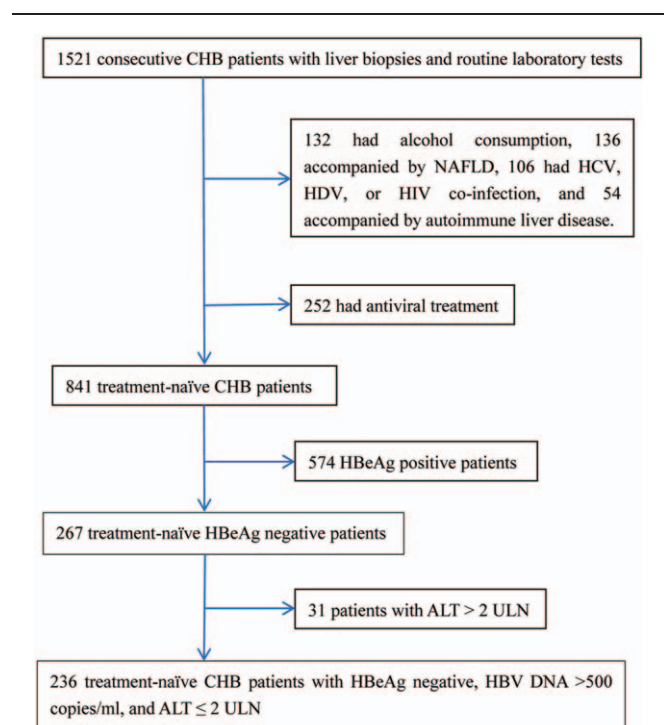 1521 consecutive CHB patients with liver biopsies and routine laboratory tests
132 had alcohol consumption, 136
accompanied by NAFLD, 106 had HCV,
HDV, or HIV co-infection, and 54
accompanied by autoimmune liver disease.
252 had antiviral treatment
841 treatment-naïve CHB patients
574 HBeAg positive patients
267 treatment-naïve HBeAg negative patients
31 patients with ALT > 2 ULN
236 treatment-naïve CHB patients with HBeAg negative, HBV DNA >500
copies/ml, and ALT ≤ 2 ULN